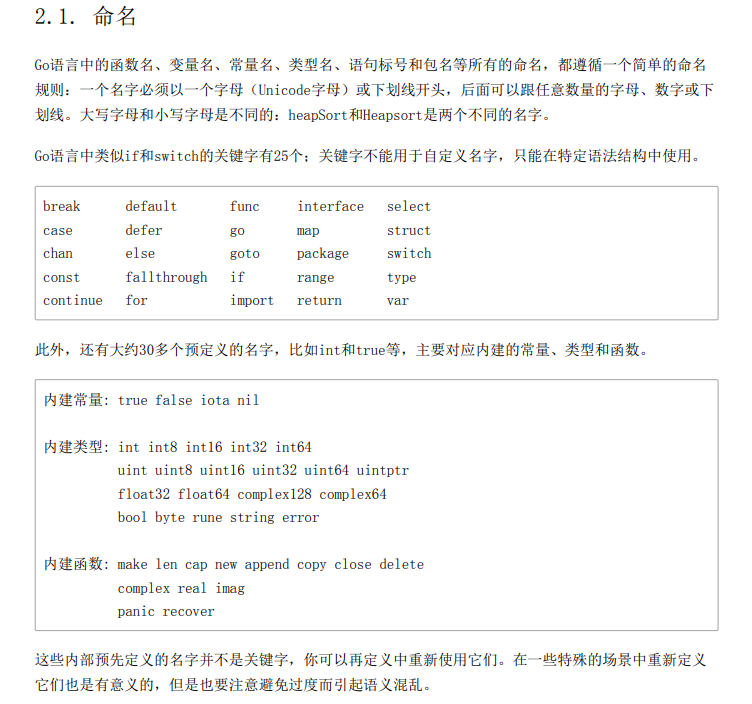 2.1. 命名
Go语言中的函数名、变量名、常量名、类型名、语句标号和包名等所有的命名，都遵循一个简单的命名
规则：一个名字必须以一个字母（Unicode字母）或下划线开头，后面可以跟任意数量的字母、数字或下
划线。大写字母和小写字母是不同的：heapSort和Heapsort是两个不同的名字。
Go语言中类似if和switch的关键字有25个；关键字不能用于自定义名字，只能在特定语法结构中使用。
break default func interface select
case defer go map struct
chan else goto package switch
const fallthrough if range type
continue for import return var
此外，还有大约30多个预定义的名字，比如int和true等，主要对应内建的常量、类型和函数。
内建常量: true false iota nil
内建类型: int int8 int16 int32 int64
uint uint8 uint16 uint32 uint64 uintptr
float32 float64 complex128 complex64
bool byte rune string error
内建函数: make len cap new append copy close delete
complex real imag
panic recover
这些内部预先定义的名字并不是关键字，你可以再定义中重新使用它们。在一些特殊的场景中重新定义
它们也是有意义的，但是也要注意避免过度而引起语义混乱。